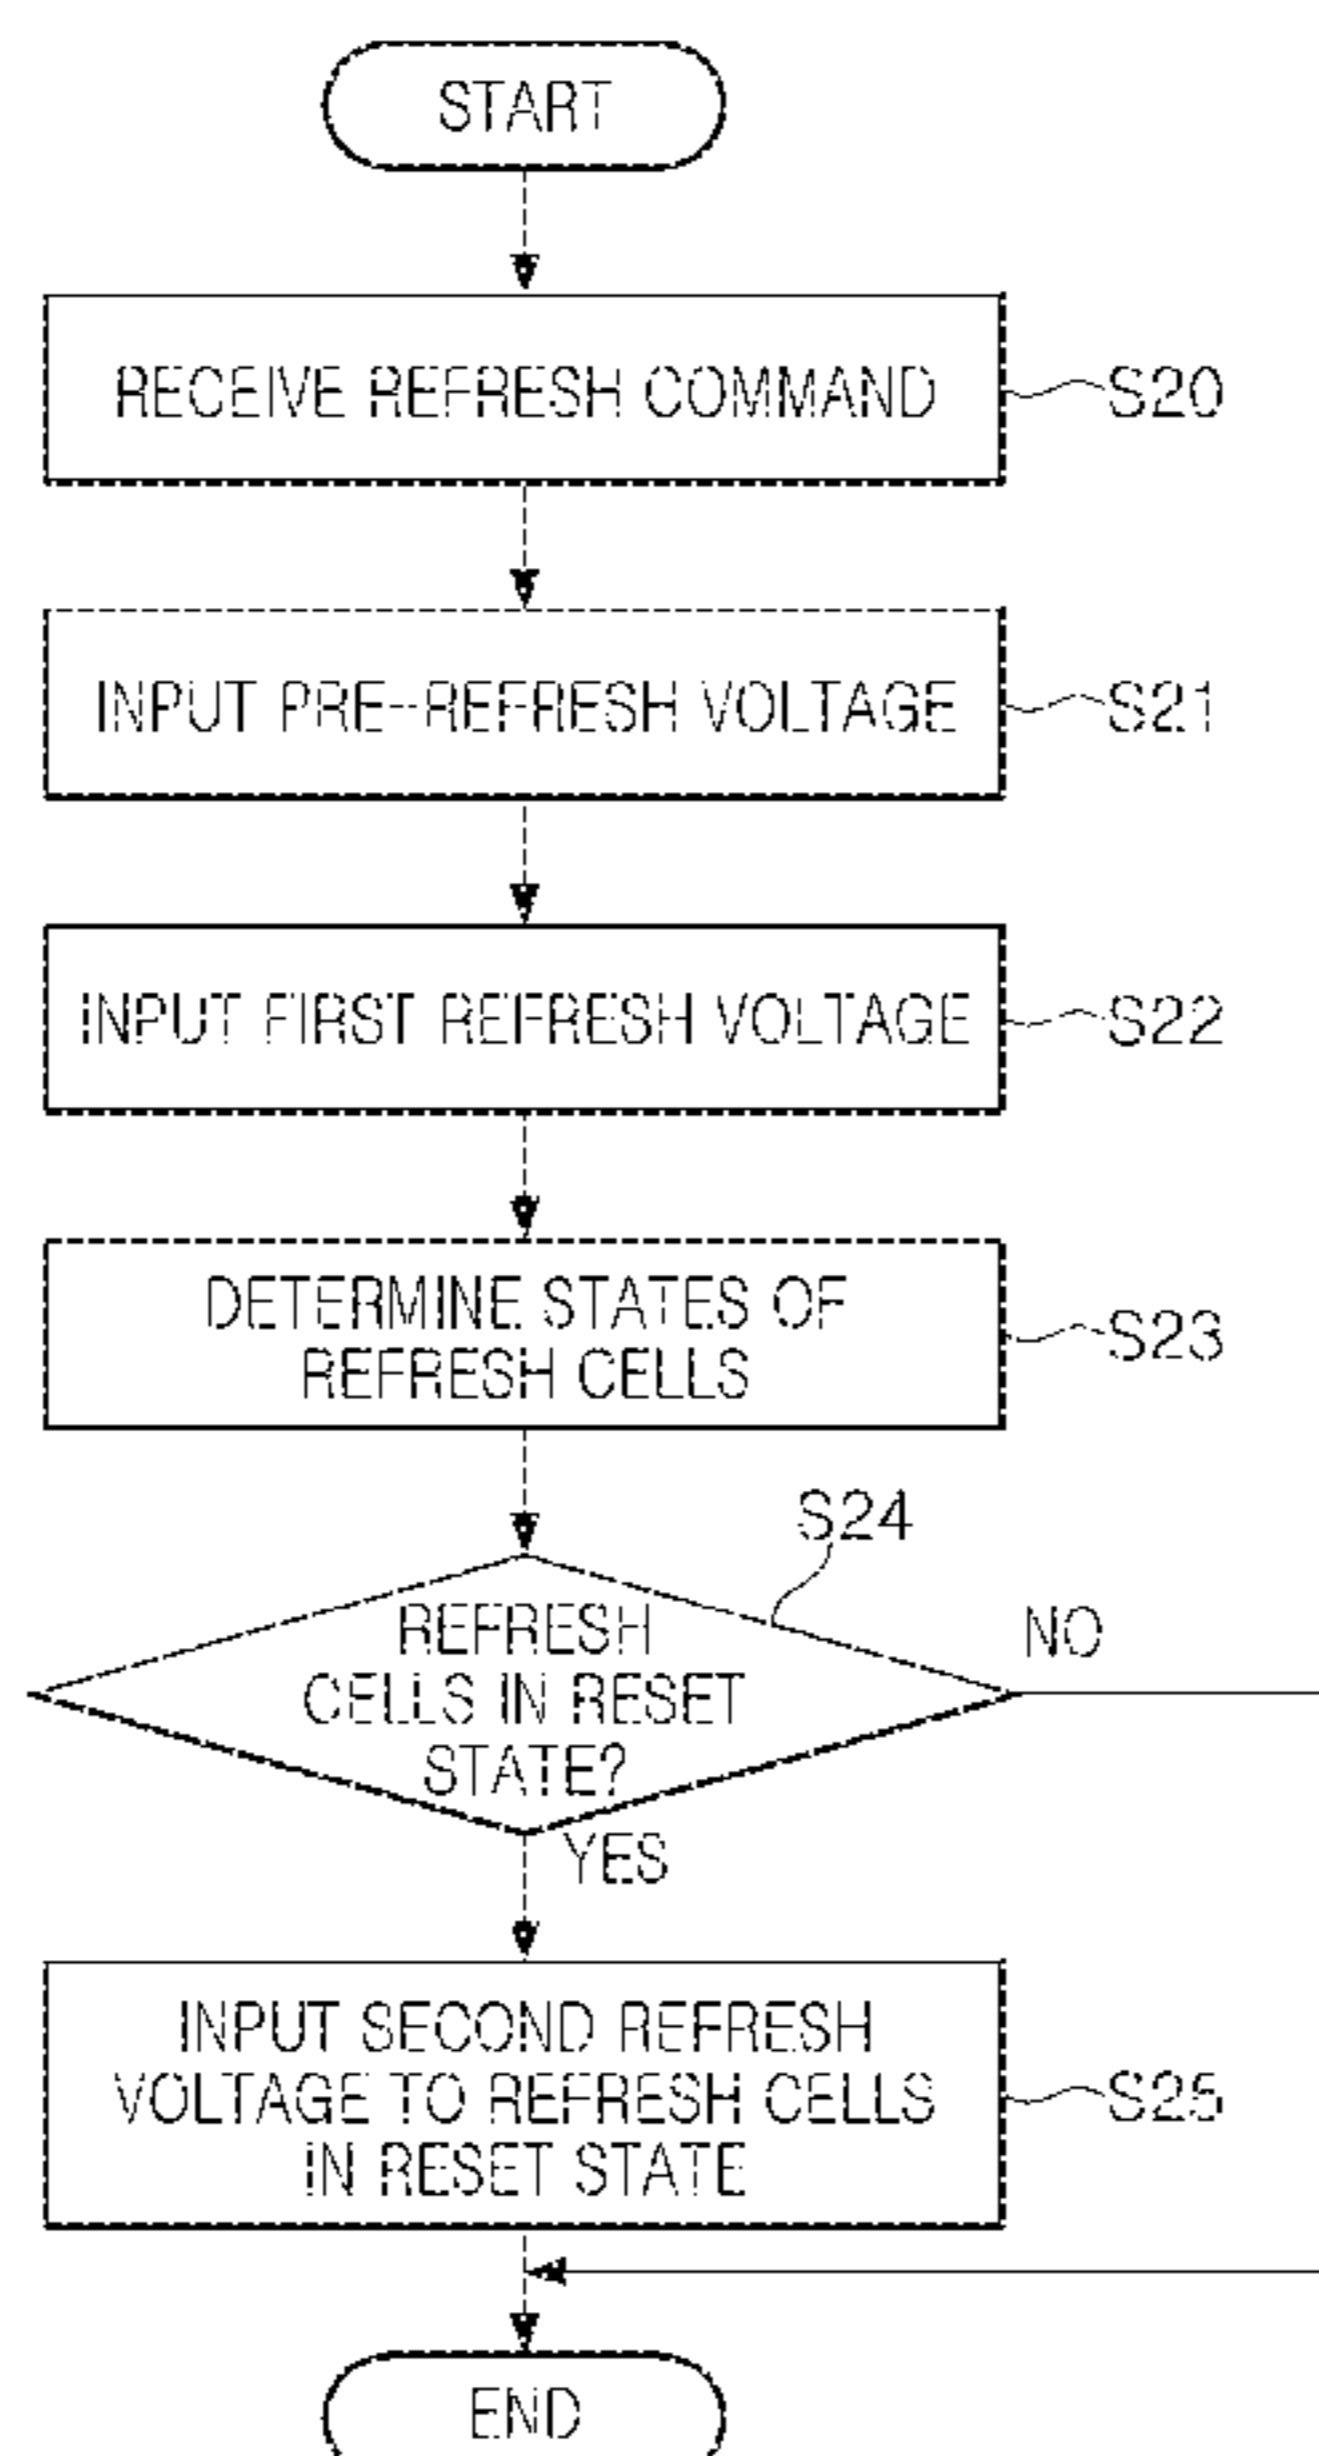 START
RECEIVE REFRESH COMMAND
S20
INPUT PRE-REFRESH VOLTAGE
S21
INPUT FIRST REFRESH VOLTAGE
S22
DETERMINE STATES OF
REFRESH CELLS
S23
S24
REFRESH
CELLS IN RESET
STATE?
NO
YES
INPUT SECOND REFRESH
VOLTAGE TO REFRESH CELLS
IN RESET STATE
S25
END